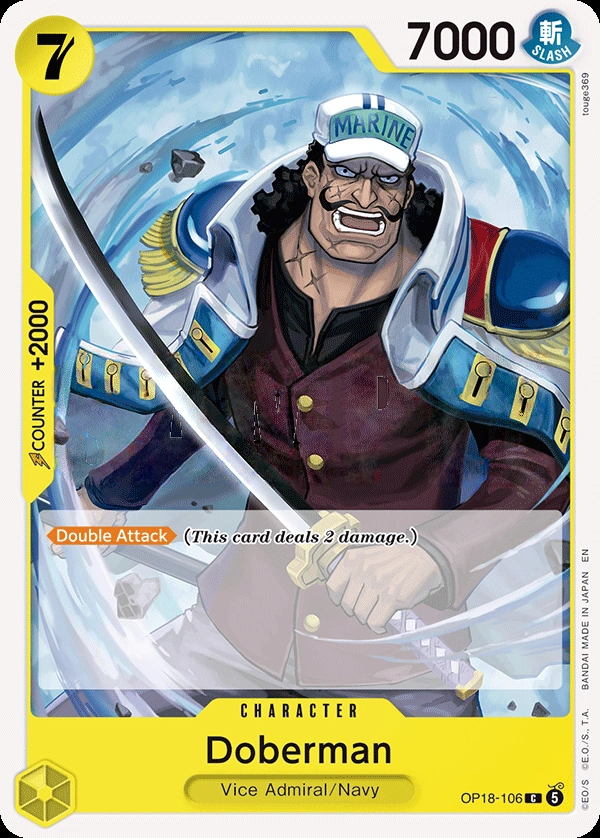 7
7000
斬
SLASH
touge369
MARINE
COUNTER +2000
Double Attack (This card deals 2 damage.)
CHARACTER
Doberman
Vice Admiral/Navy
OP18-106 C 5
©EO/S ©E.O./S., T.A. BANDAI MADE IN JAPAN EN